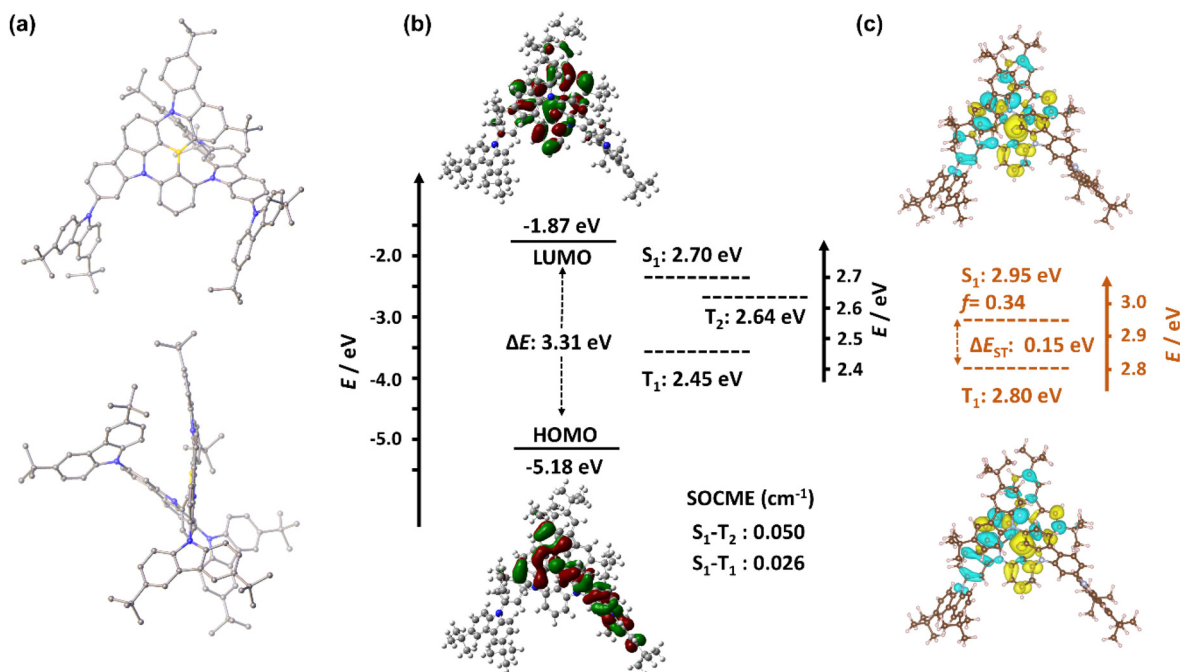 (a)
(b)
(c)
-1.87 eV
LUMO
ΔE: 3.31 eV
HOMO
-5.18 eV
-2.0
-3.0
-4.0
-5.0
E / eV
S₁: 2.70 eV
T₂: 2.64 eV
T₁: 2.45 eV
2.7
2.6
2.5
2.4
E / eV
SOCME (cm⁻¹)
S₁-T₂ : 0.050
S₁-T₁ : 0.026
S₁: 2.95 eV
f= 0.34
ΔE_ST: 0.15 eV
T₁: 2.80 eV
3.0
2.9
2.8
E / eV